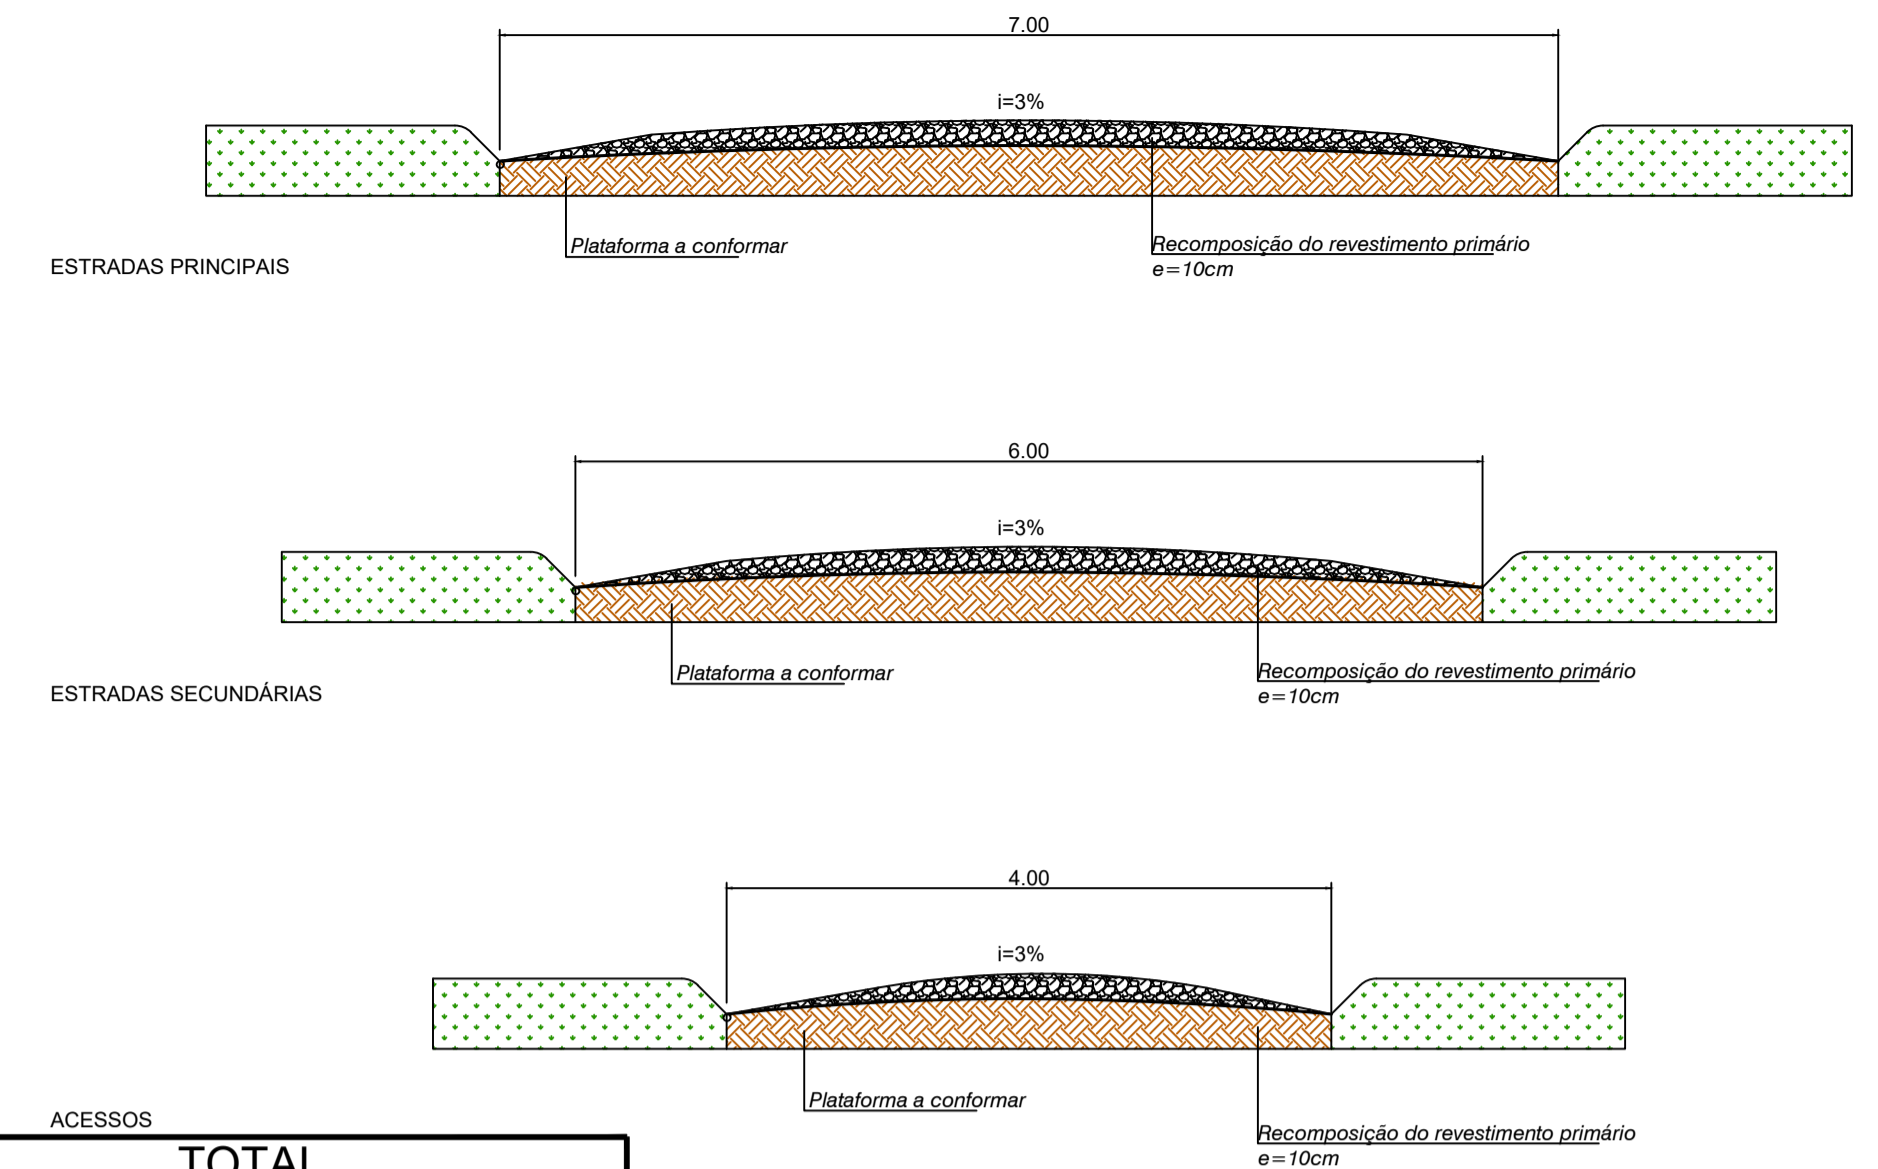 7.00
i=3%
Plataforma a conformar
Recomposição do revestimento primário
e=10cm
ESTRADAS PRINCIPAIS
6.00
i=3%
Plataforma a conformar
Recomposição do revestimento primário
e=10cm
ESTRADAS SECUNDÁRIAS
4.00
i=3%
Plataforma a conformar
ACESSOS
Recomposição do revestimento primário
e=10cm
TOTAL